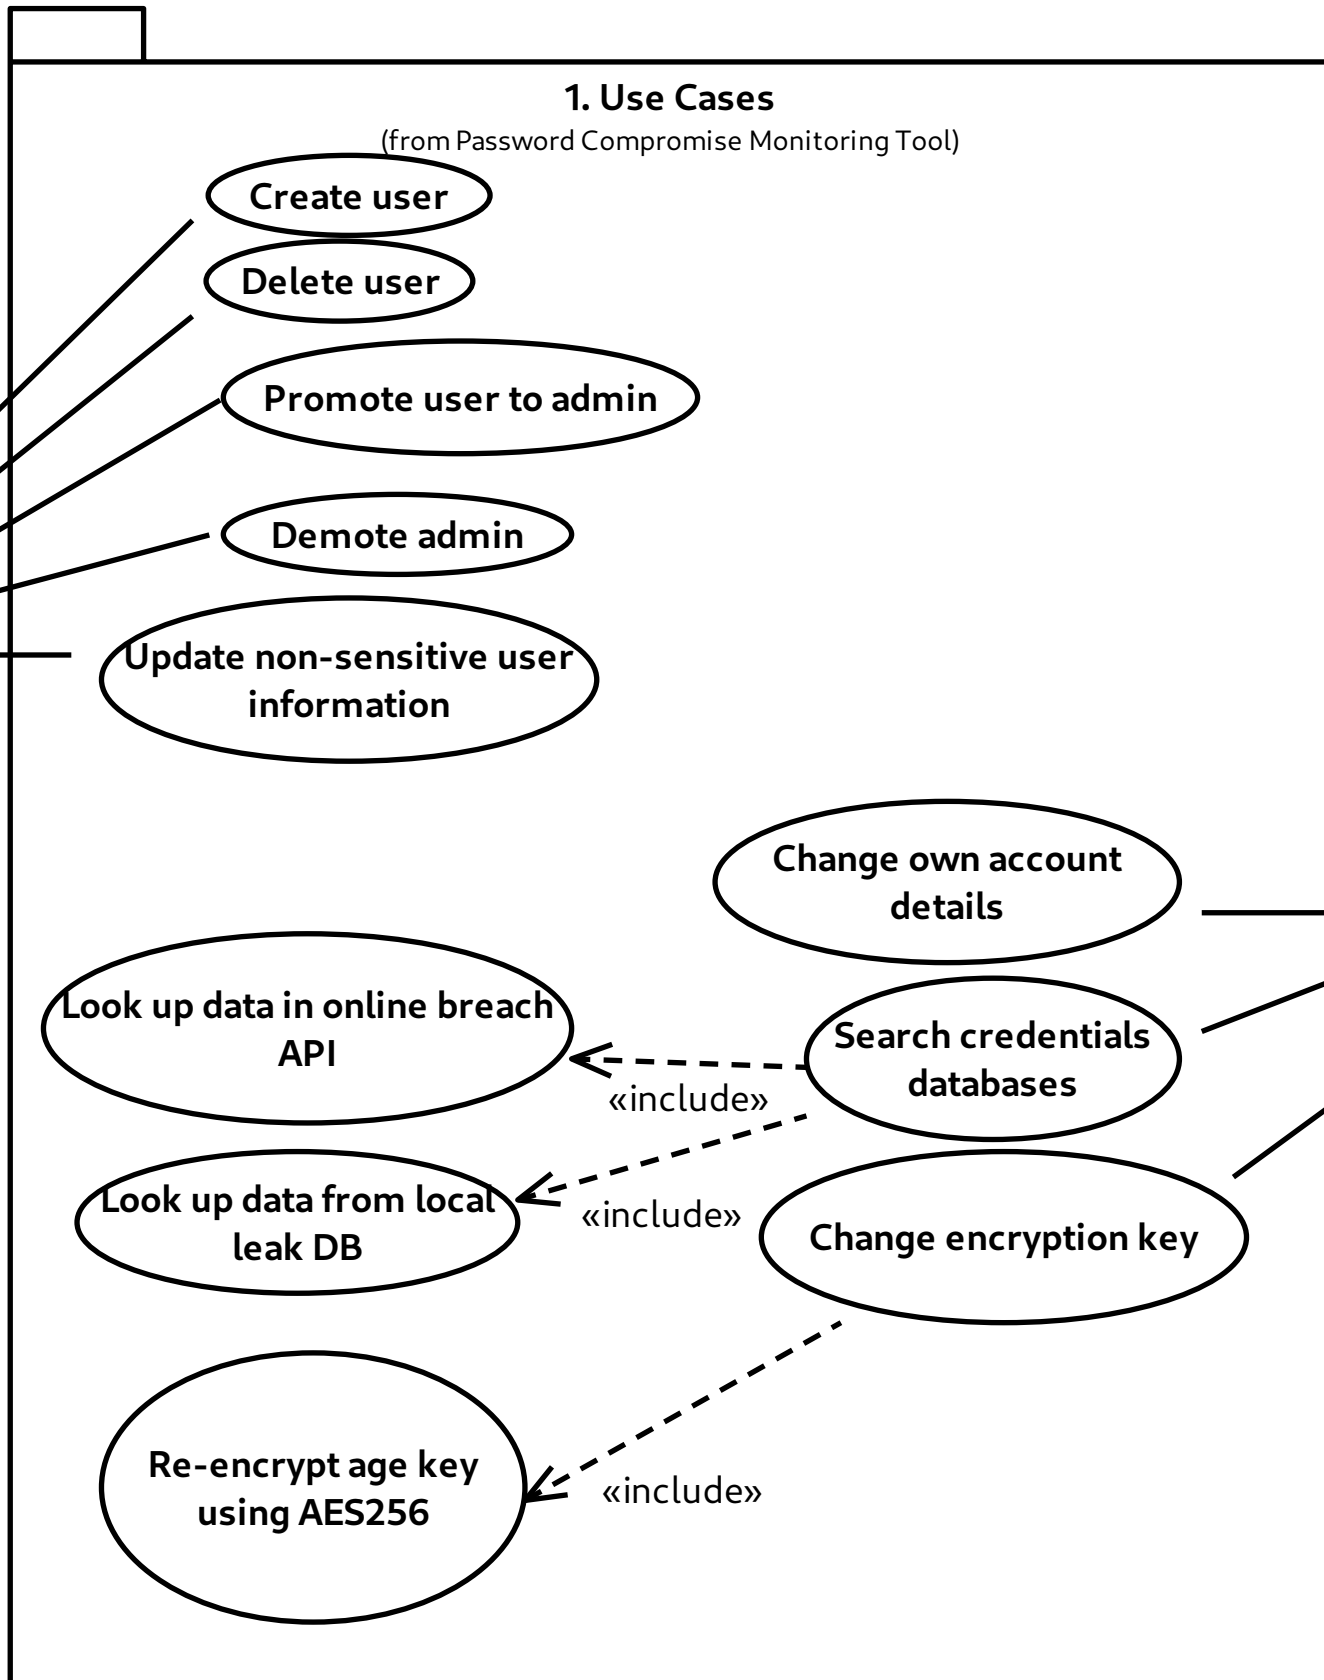 1. Use Cases
(from Password Compromise Monitoring Tool)
Create user
Delete user
Promote user to admin
Demote admin
Update non-sensitive user
information
Change own account
details
Look up data in online breach
API
Search credentials
databases
«include»
Look up data from local
leak DB
«include»
Change encryption key
Re-encrypt age key
using AES256
«include»